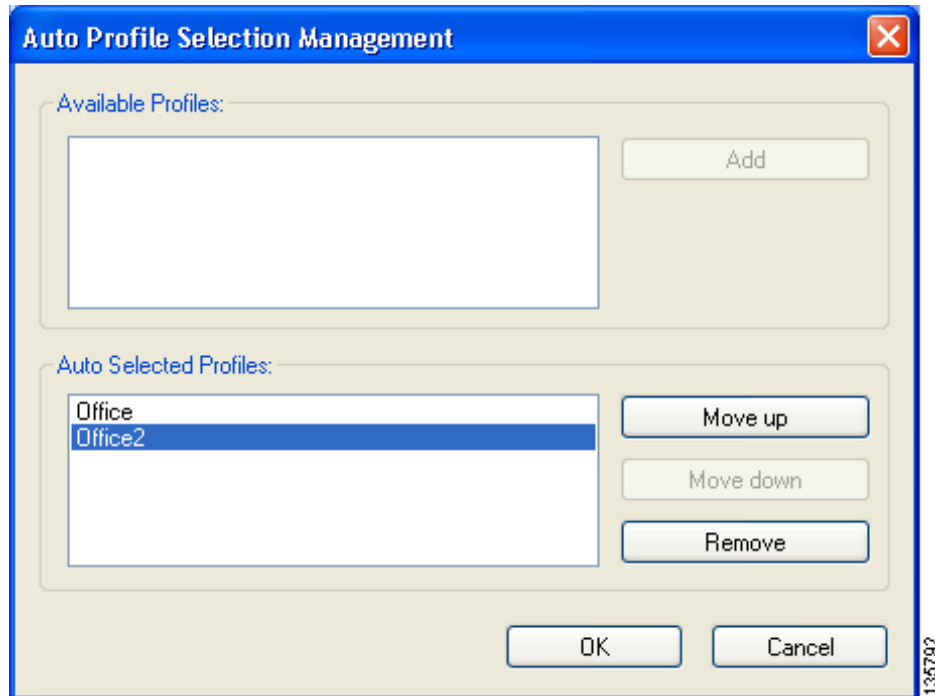 Auto Profile Selection Management
Available Profiles:
Add
Auto Selected Profiles:
Office
Office2
Move up
Move down
Remove
OK
Cancel
135792